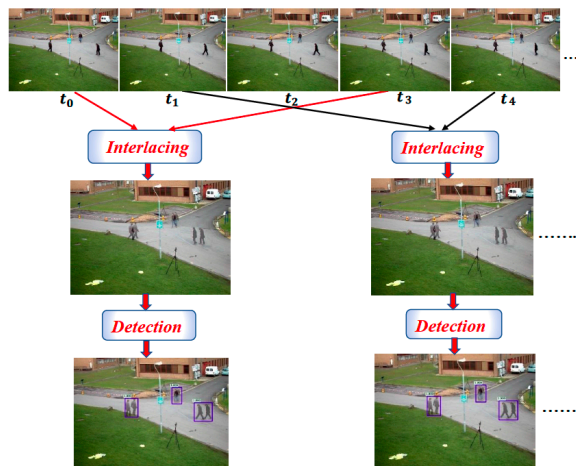 t₀ t₁ t₂ t₃ t₄ ....
Interlacing Interlacing
.......
Detection Detection
.......